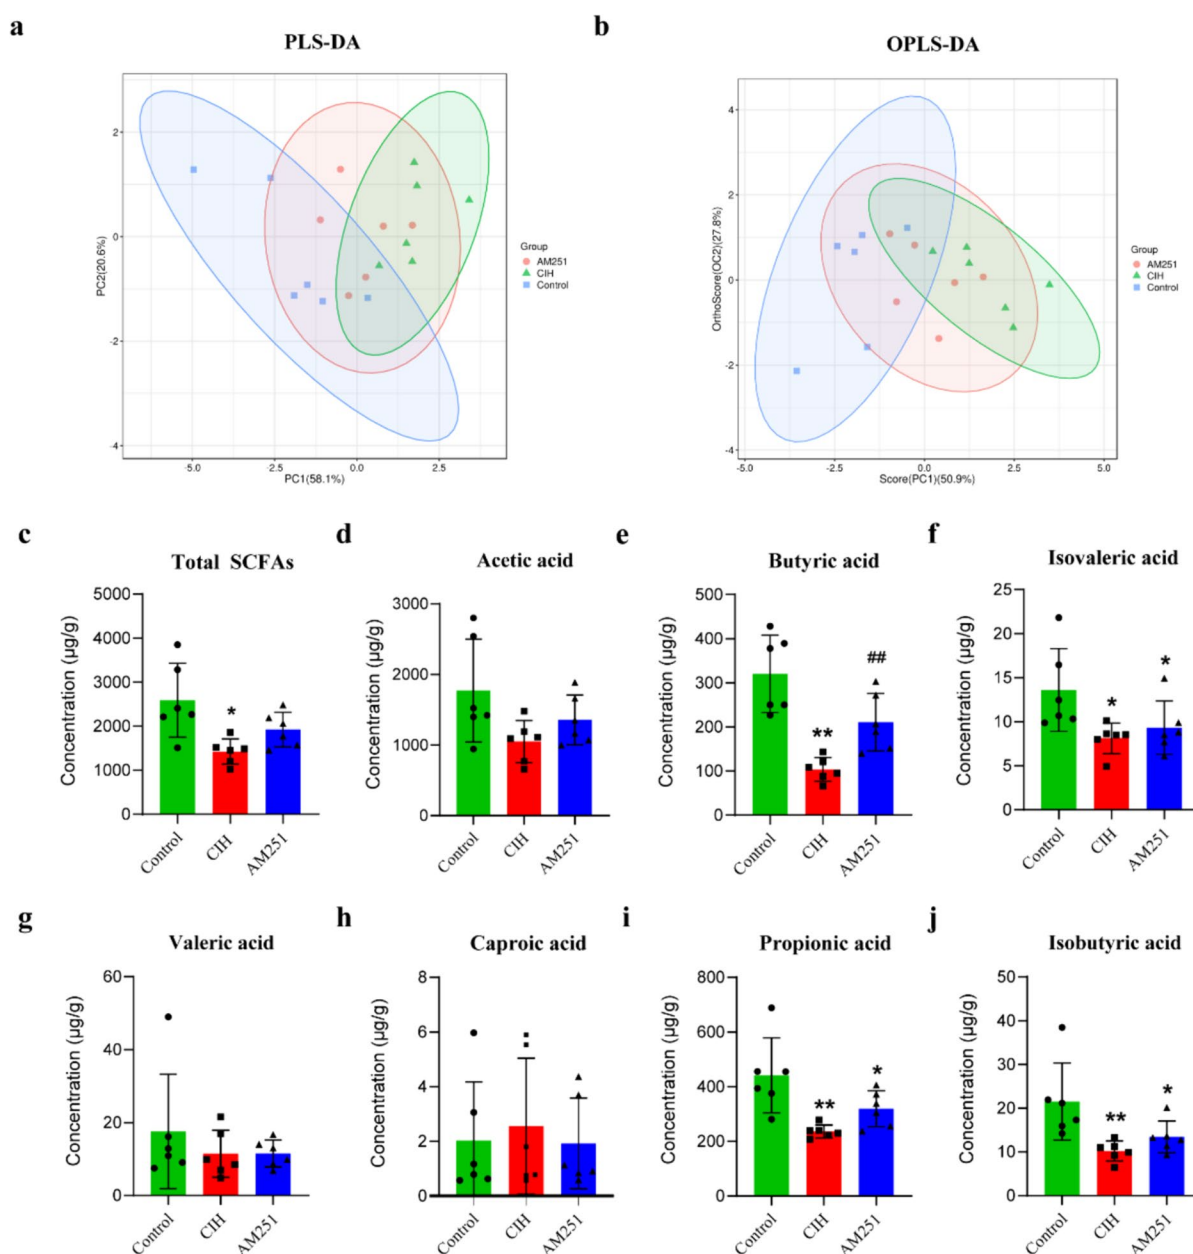 a
PLS-DA
2
0
-2
-4
PC2(20.6%)
-5.0
-2.5
0.0
2.5
PC1(58.1%)
Group
AM251
CIH
Control
b
OPLS-DA
4
2
0
-2
-4
OrthoScore(OC2)(27.8%)
-5.0
-2.5
0.0
2.5
5.0
Score(PC1)(50.9%)
Group
AM251
CIH
Control
c
Total SCFAs
Concentration (µg/g)
5000
4000
3000
2000
1000
0
*
Control
CIH
AM251
d
Acetic acid
Concentration (µg/g)
3000
2000
1000
0
Control
CIH
AM251
e
Butyric acid
Concentration (µg/g)
500
400
300
200
100
0
**
##
Control
CIH
AM251
f
Isovaleric acid
Concentration (µg/g)
25
20
15
10
5
0
*
*
Control
CIH
AM251
g
Valeric acid
Concentration (µg/g)
60
40
20
0
Control
CIH
AM251
h
Caproic acid
Concentration (µg/g)
8
6
4
2
0
Control
CIH
AM251
i
Propionic acid
Concentration (µg/g)
800
600
400
200
0
**
*
Control
CIH
AM251
j
Isobutyric acid
Concentration (µg/g)
50
40
30
20
10
0
**
*
Control
CIH
AM251